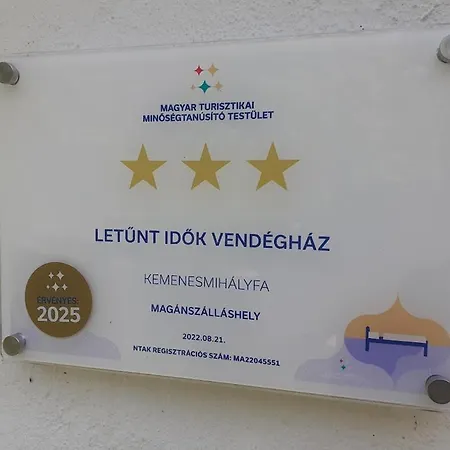 MAGYAR TURISZTIKAI
MINŐSÉGTANÚSÍTÓ TESTÜLET
LETŰNT IDŐK VENDÉGHÁZ
KEMENESMIHÁLYFA
MAGÁNSZÁLLÁSHELY
ÉRVÉNYES:
2025
2022.08.21.
NTAK REGISZTRÁCIÓS SZÁM: MA22045551